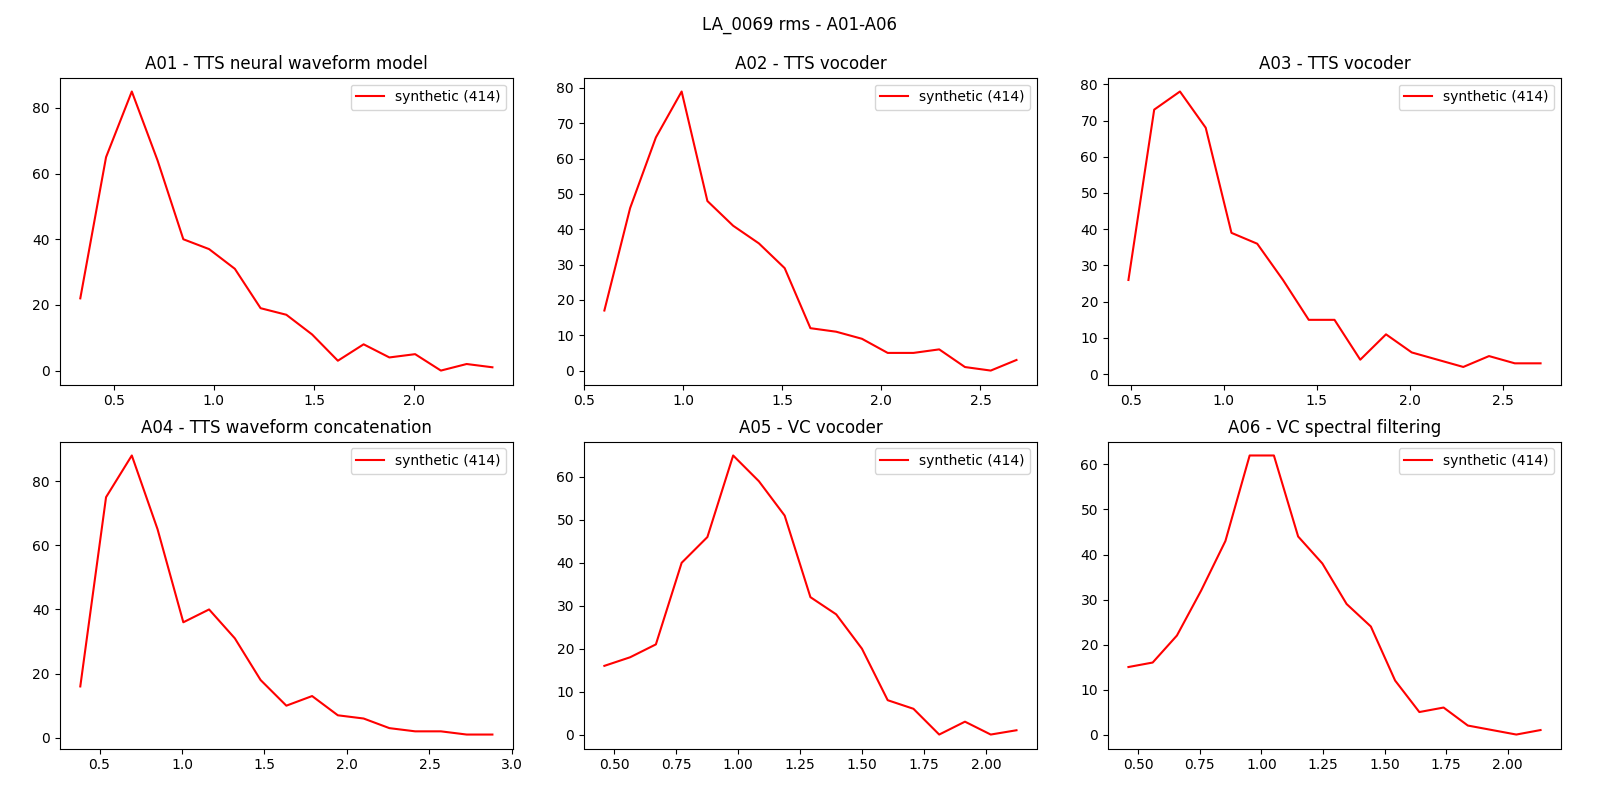 LA_0069 rms - A01-A06
A01 - TTS neural waveform model
synthetic (414)
80
60
40
20
0
0.5 1.0 1.5 2.0
A02 - TTS vocoder
synthetic (414)
80
70
60
50
40
30
20
10
0
0.5 1.0 1.5 2.0 2.5
A03 - TTS vocoder
synthetic (414)
80
70
60
50
40
30
20
10
0
0.5 1.0 1.5 2.0 2.5
A04 - TTS waveform concatenation
synthetic (414)
80
60
40
20
0
0.5 1.0 1.5 2.0 2.5 3.0
A05 - VC vocoder
synthetic (414)
60
50
40
30
20
10
0
0.50 0.75 1.00 1.25 1.50 1.75 2.00
A06 - VC spectral filtering
synthetic (414)
60
50
40
30
20
10
0
0.50 0.75 1.00 1.25 1.50 1.75 2.00